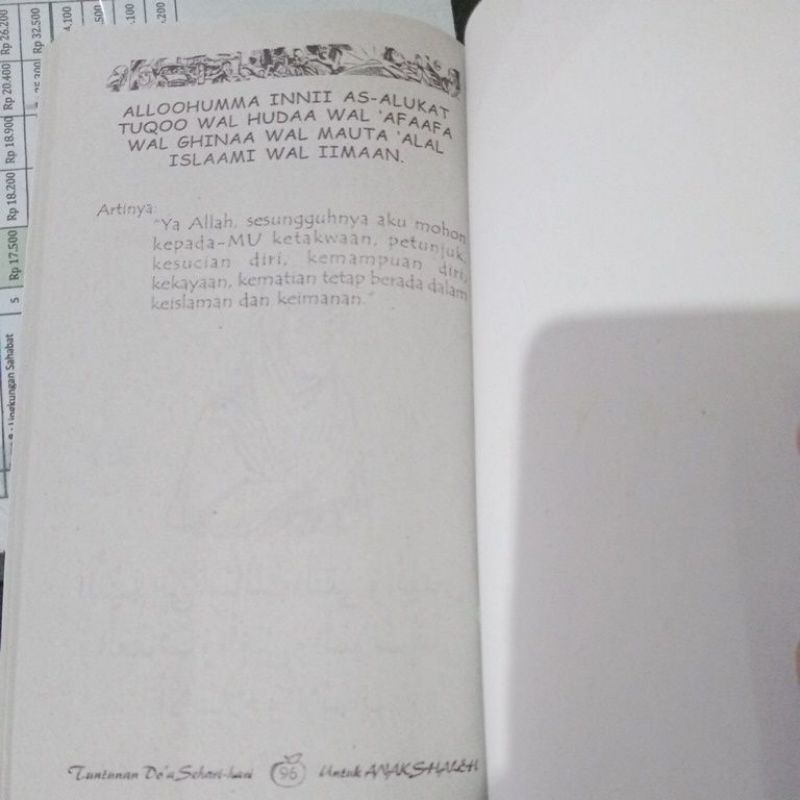 ALLOOHUMMA INNII AS-ALUKAT
TUQOO WAL HUDAA WAL 'AFAAFA
WAL GHINAA WAL MAUTA 'ALAL
ISLAAMI WAL IIMAAN.
Artinya:
"Ya Allah, sesungguhnya aku mohon
kepada-MU ketakwaan, petunjuk,
kesucian diri, kemampuan diri,
kekayaan, kematian tetap berada dalam
keislaman dan keimanan."
Tuntunan Do'a Sehari-hari 96 Untuk ANAK SHALEH
Rp 17.500 Rp 18.200 Rp 18.900 Rp 20.400 Rp 26.200
Rp 32.500
S
Lingkungan Sahabat